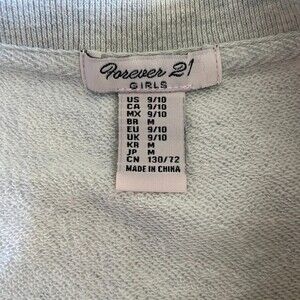 Forever 21
GIRLS
US 9/10
CA 9/10
MX 9/10
BR M
EU 9/10
UK 9/10
KR M
JP M
CN 130/72
MADE IN CHINA